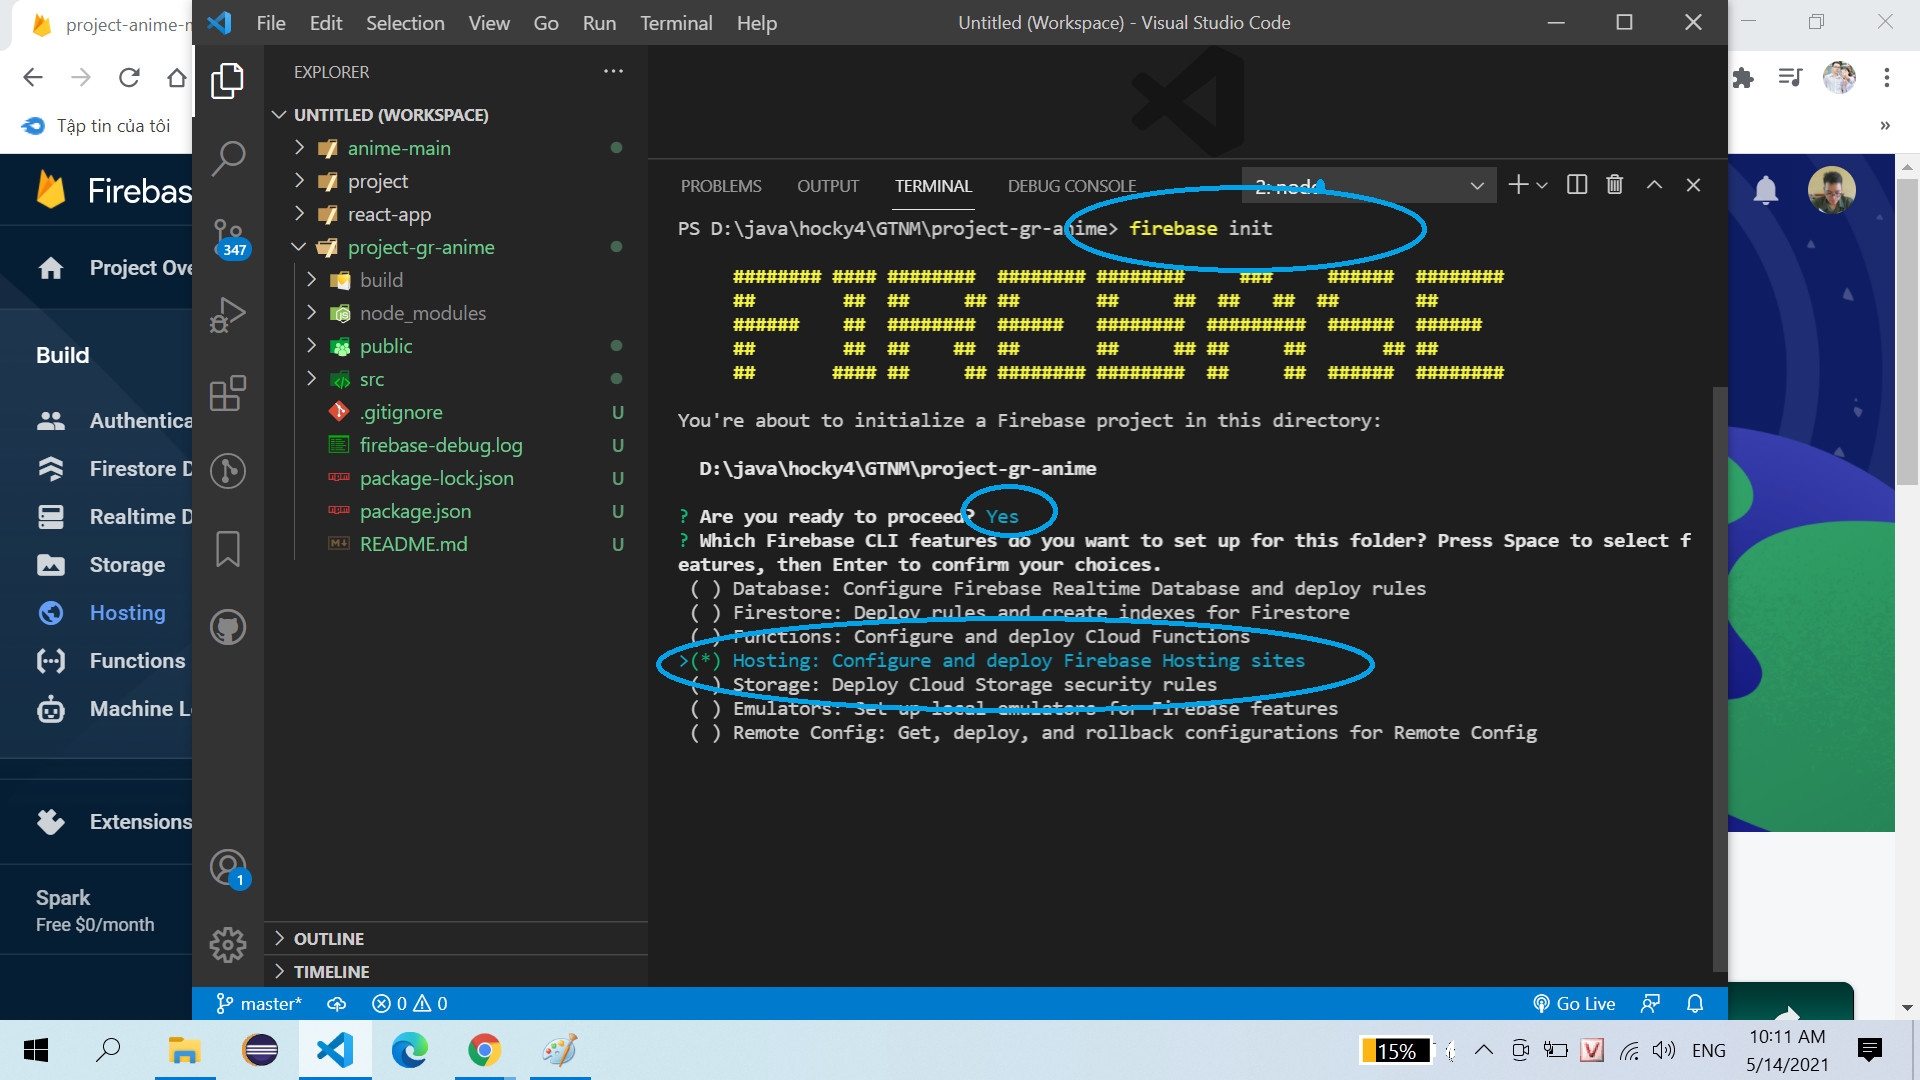 project-anime-m
File Edit Selection View Go Run Terminal Help
Untitled (Workspace) - Visual Studio Code
Tập tin của tôi
Firebas
Project Ove
Build
Authentica
Firestore D
Realtime D
Storage
Hosting
Functions
Machine L
Extensions
Spark
Free $0/month
EXPLORER
UNTITLED (WORKSPACE)
anime-main
project
react-app
project-gr-anime
build
node_modules
public
src
.gitignore U
firebase-debug.log U
package-lock.json U
package.json U
README.md U
OUTLINE
TIMELINE
347
1
PROBLEMS OUTPUT TERMINAL DEBUG CONSOLE
2: node
PS D:\java\hocky4\GTNM\project-gr-anime> firebase init
FIREBASE
You're about to initialize a Firebase project in this directory:
D:\java\hocky4\GTNM\project-gr-anime
? Are you ready to proceed? Yes
? Which Firebase CLI features do you want to set up for this folder? Press Space to select f
eatures, then Enter to confirm your choices.
( ) Database: Configure Firebase Realtime Database and deploy rules
( ) Firestore: Deploy rules and create indexes for Firestore
( ) Functions: Configure and deploy Cloud Functions
>(*) Hosting: Configure and deploy Firebase Hosting sites
( ) Storage: Deploy Cloud Storage security rules
( ) Emulators: Set up local emulators for Firebase features
( ) Remote Config: Get, deploy, and rollback configurations for Remote Config
master* 0 0
Go Live
15%
ENG
10:11 AM
5/14/2021